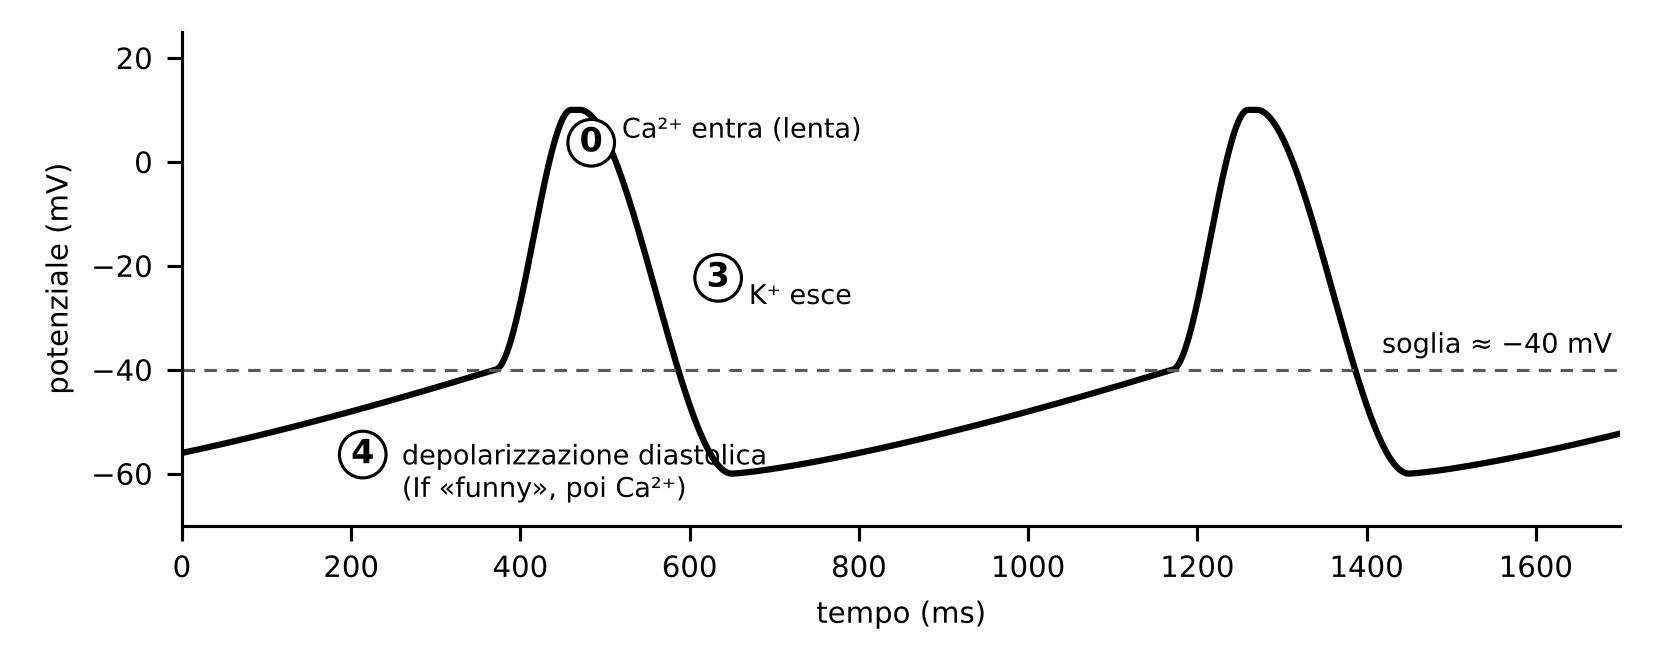 20
0
−20
−40
−60
potenziale (mV)
0
Ca²⁺ entra (lenta)
3
K⁺ esce
soglia ≈ −40 mV
4
depolarizzazione diastolica
(If «funny», poi Ca²⁺)
0 200 400 600 800 1000 1200 1400 1600
tempo (ms)